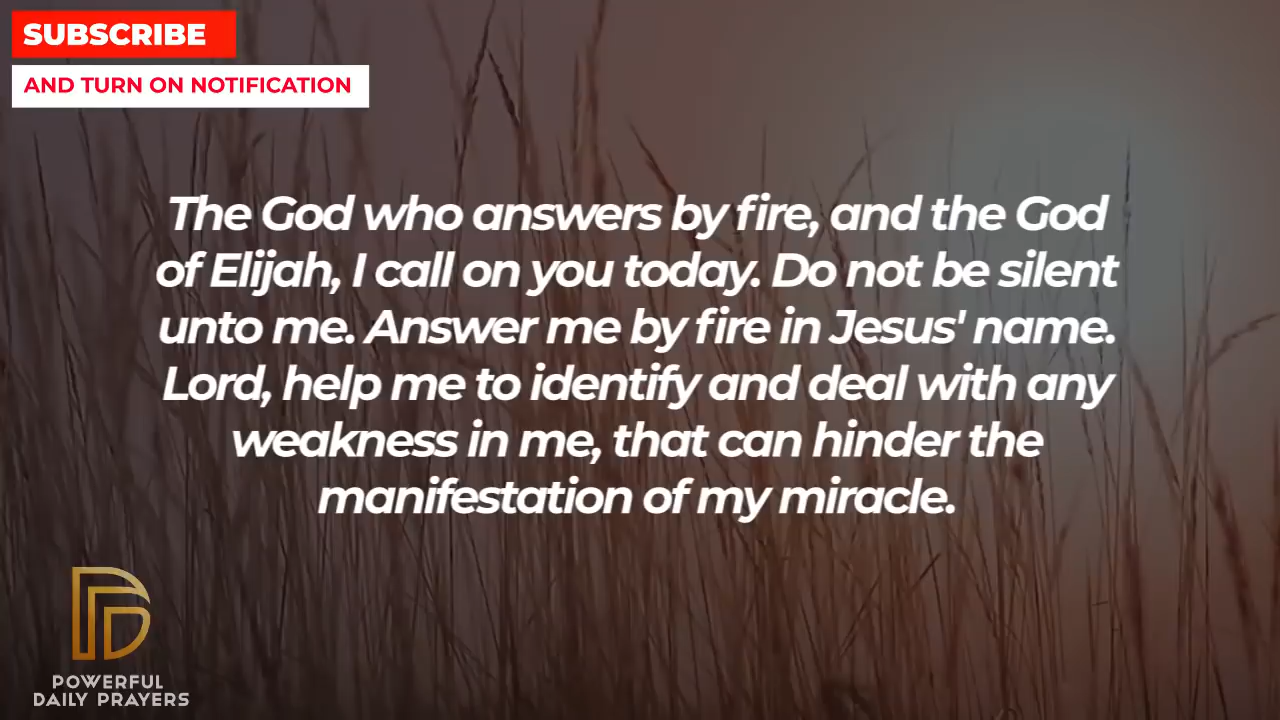 SUBSCRIBE
AND TURN ON NOTIFICATION
The God who answers by fire, and the God
of Elijah, I call on you today. Do not be silent
unto me. Answer me by fire in Jesus' name.
Lord, help me to identify and deal with any
weakness in me, that can hinder the
manifestation of my miracle.
POWERFUL
DAILY PRAYERS